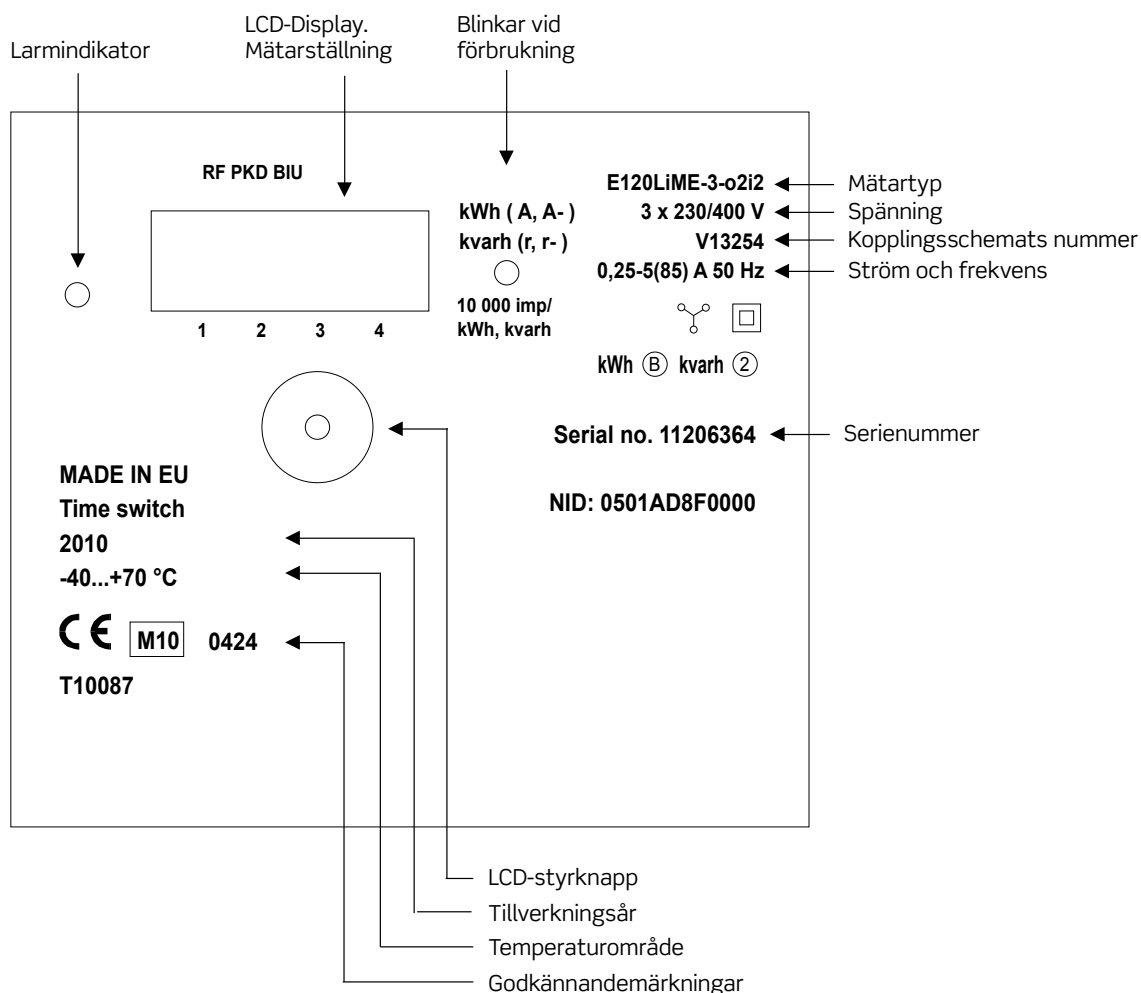 Larmindikator
LCD-Display.
Mätarställning
Blinkar vid
förbrukning
RF PKD BIU
1 2 3 4
kWh ( A, A- )
kvarh (r, r- )
10 000 imp/
kWh, kvarh
E120LiME-3-o2i2
Mätartyp
3 x 230/400 V
Spänning
V13254
Kopplingsschemats nummer
0,25-5(85) A 50 Hz
Ström och frekvens
kWh B kvarh 2
Serial no. 11206364
Serienummer
NID: 0501AD8F0000
MADE IN EU
Time switch
2010
-40...+70 °C
CE M10 0424
T10087
LCD-styrknapp
Tillverkningsår
Temperaturområde
Godkännandemärkningar